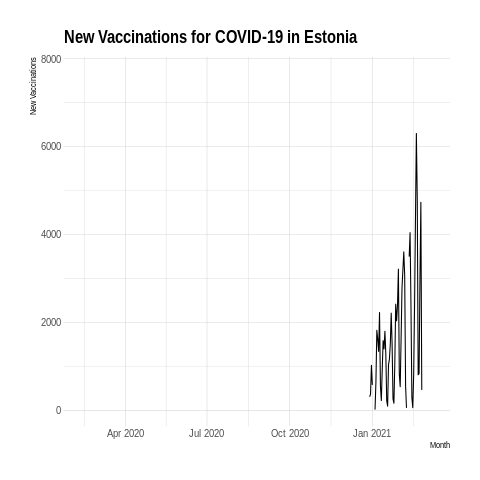 New Vaccinations for COVID-19 in Estonia
New Vaccinations
8000
6000
4000
2000
0
Apr 2020 Jul 2020 Oct 2020 Jan 2021
Month